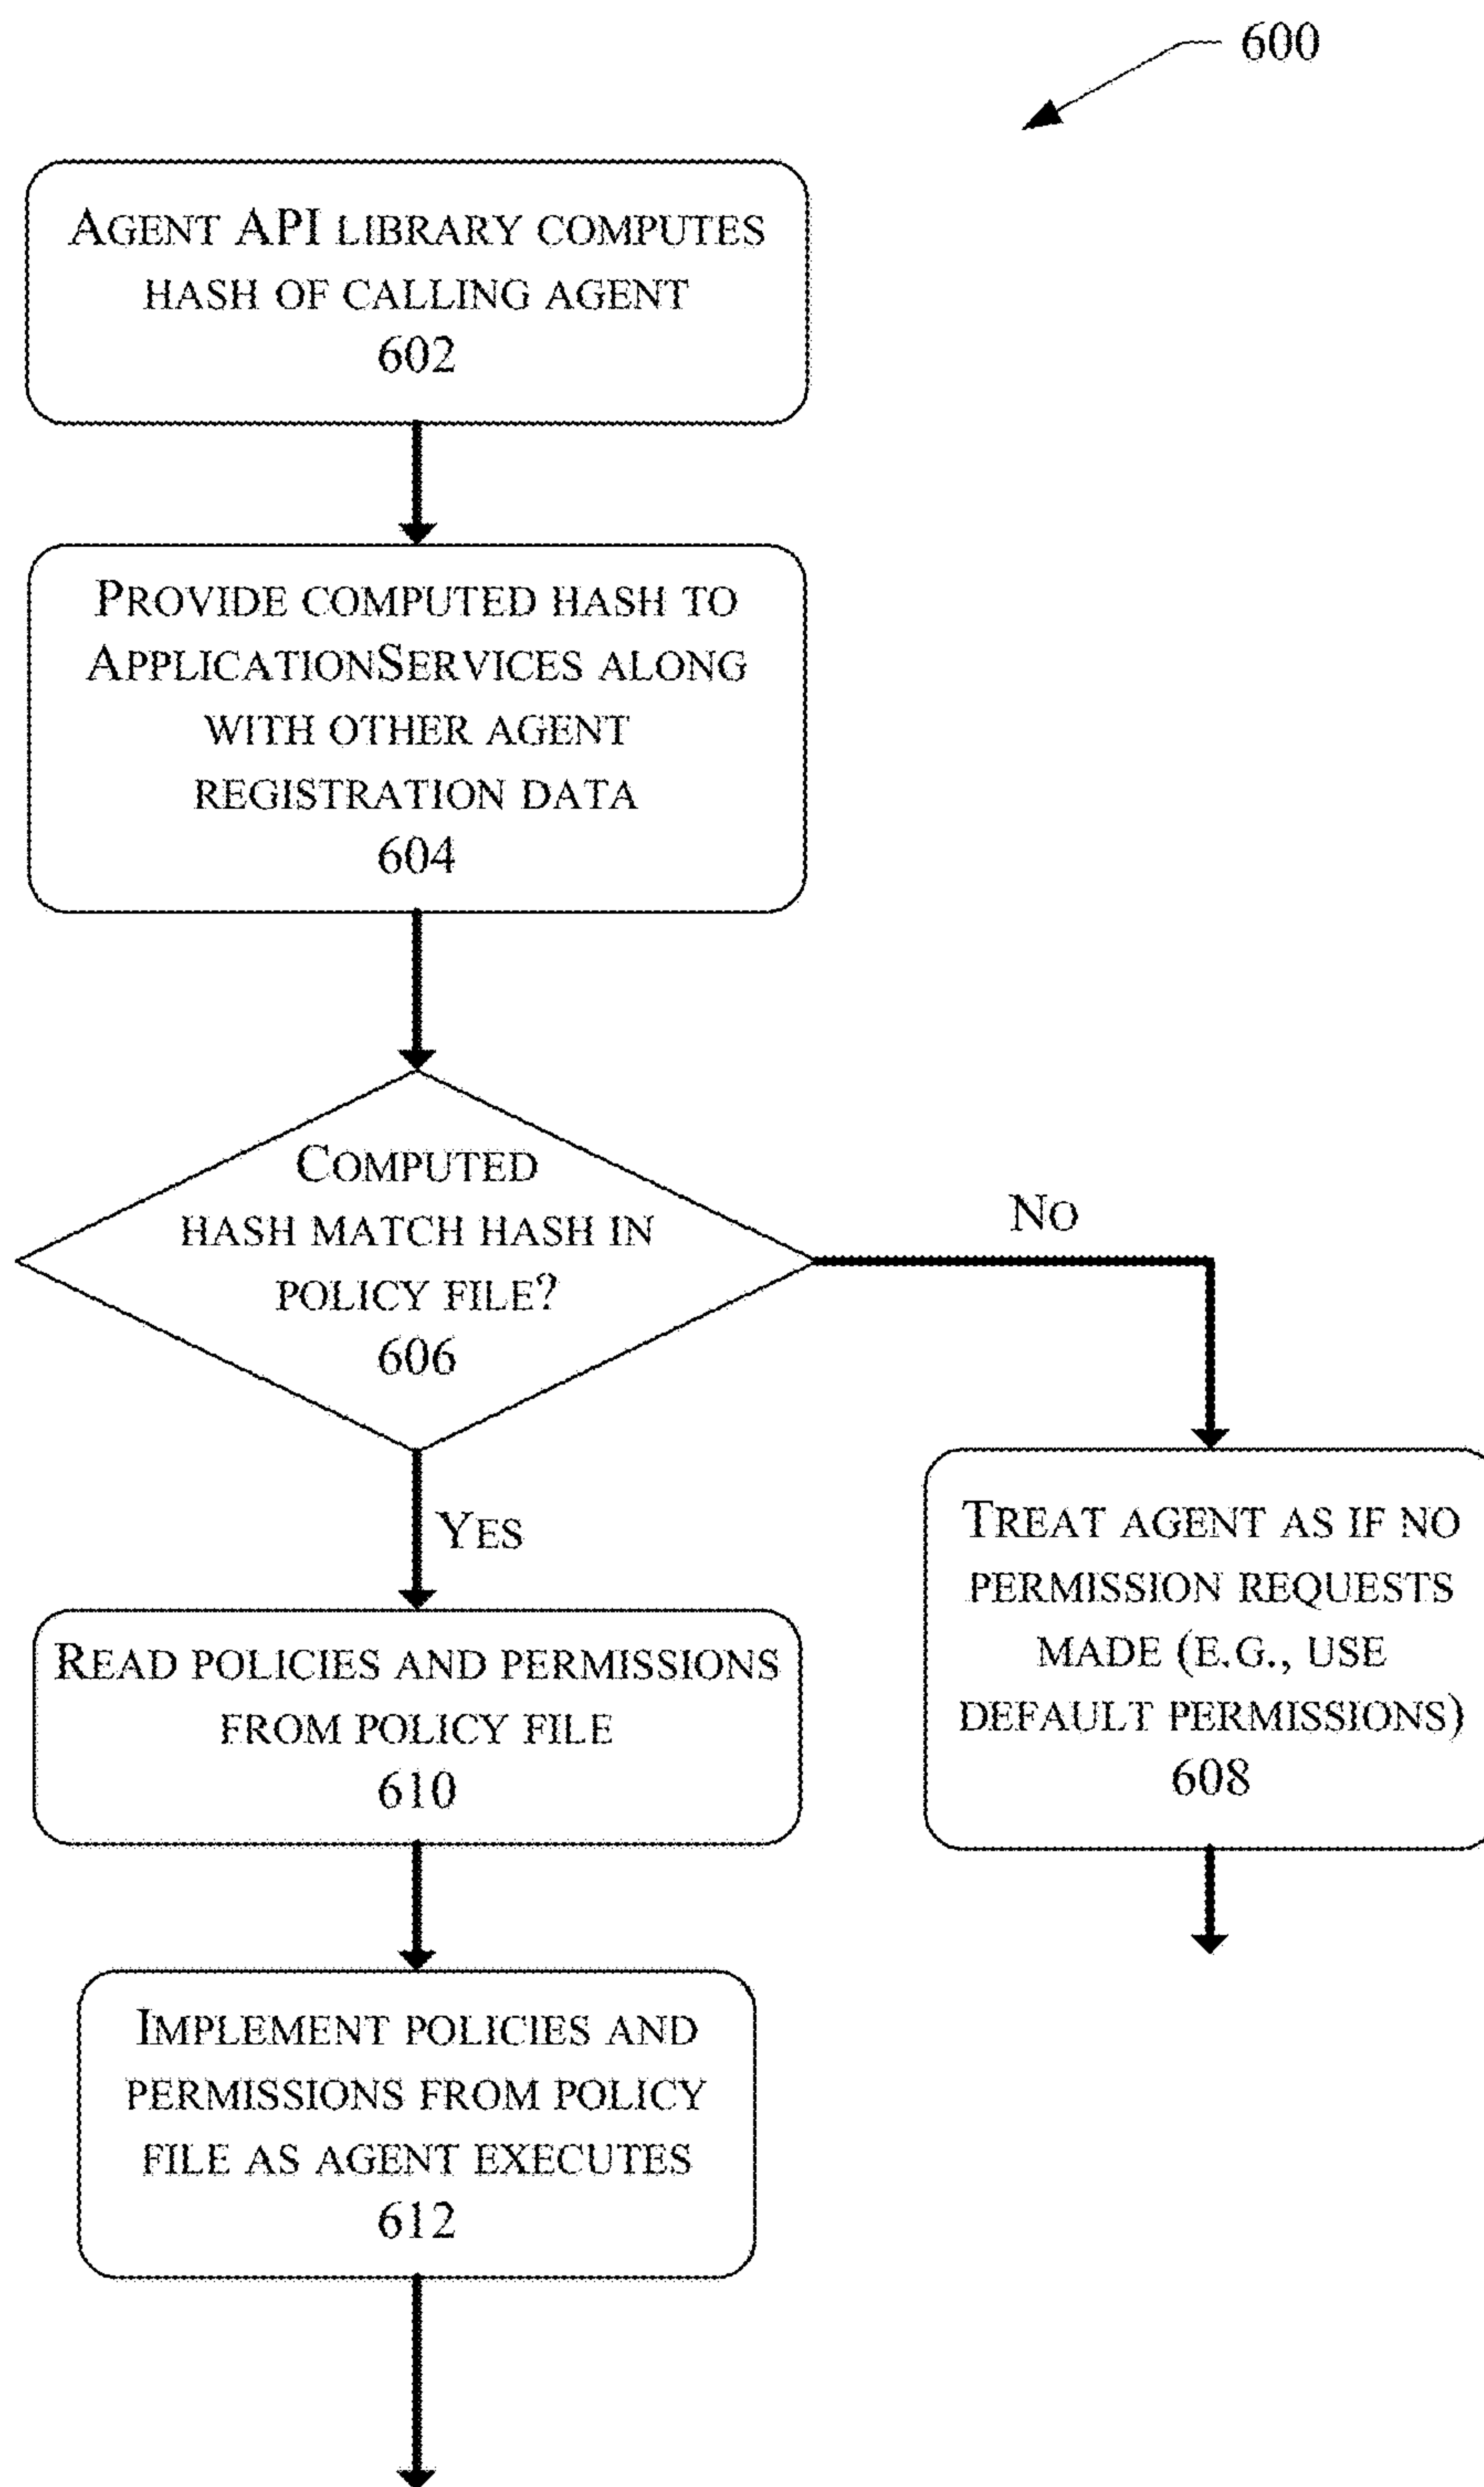 600
AGENT API LIBRARY COMPUTES
HASH OF CALLING AGENT
602
PROVIDE COMPUTED HASH TO
APPLICATIONSERVICES ALONG
WITH OTHER AGENT
REGISTRATION DATA
604
COMPUTED
HASH MATCH HASH IN
POLICY FILE?
606
NO
YES
TREAT AGENT AS IF NO
PERMISSION REQUESTS
MADE (E.G., USE
DEFAULT PERMISSIONS)
608
READ POLICIES AND PERMISSIONS
FROM POLICY FILE
610
IMPLEMENT POLICIES AND
PERMISSIONS FROM POLICY
FILE AS AGENT EXECUTES
612